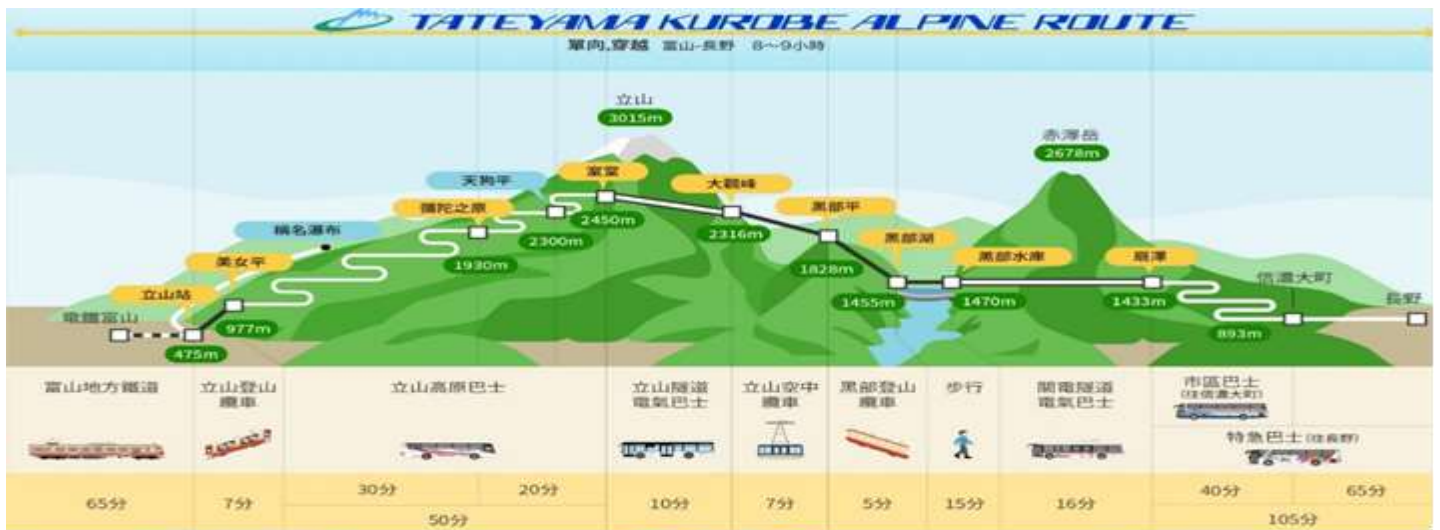 TATEYAMA KUROBE ALPINE ROUTE
單向.穿越 富山-長野 8～9小時
立山
3015m
赤澤岳
2678m
室堂
天狗平
大觀峰
彌陀之原
黑部平
2450m
稱名瀑布
2300m
2316m
黑部湖
黑部水庫
扇澤
美女平
1930m
1828m
信濃大町
立山站
1455m
1470m
1433m
長野
電鐵富山
977m
893m
475m
富山地方鐵道
立山登山
纜車
立山高原巴士
立山隧道
電氣巴士
立山空中
纜車
黑部登山
纜車
步行
關電隧道
電氣巴士
市區巴士
(往信濃大町)
特急巴士(往長野)
65分
7分
30分
20分
50分
10分
7分
5分
15分
16分
40分
65分
105分